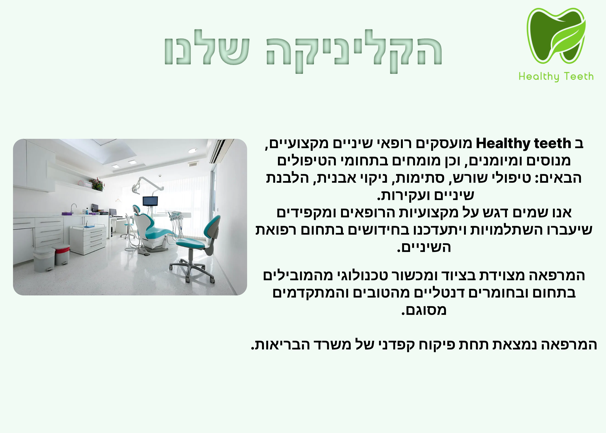 הקליניקה שלנו
Healthy Teeth
ב Healthy teeth מועסקים רופאי שיניים מקצועיים,
מנוסים ומיומנים, וכן מומחים בתחומי הטיפולים
הבאים: טיפולי שורש, סתימות, ניקוי אבנית, הלבנת
שיניים ועקירות.
אנו שמים דגש על מקצועיות הרופאים ומקפידים
שיעברו השתלמויות ויתעדכנו בחידושים בתחום רפואת
השיניים.
המרפאה מצוידת בציוד ומכשור טכנולוגי מהמובילים
בתחום ובחומרים דנטליים מהטובים והמתקדמים
מסוגם.
המרפאה נמצאת תחת פיקוח קפדני של משרד הבריאות.